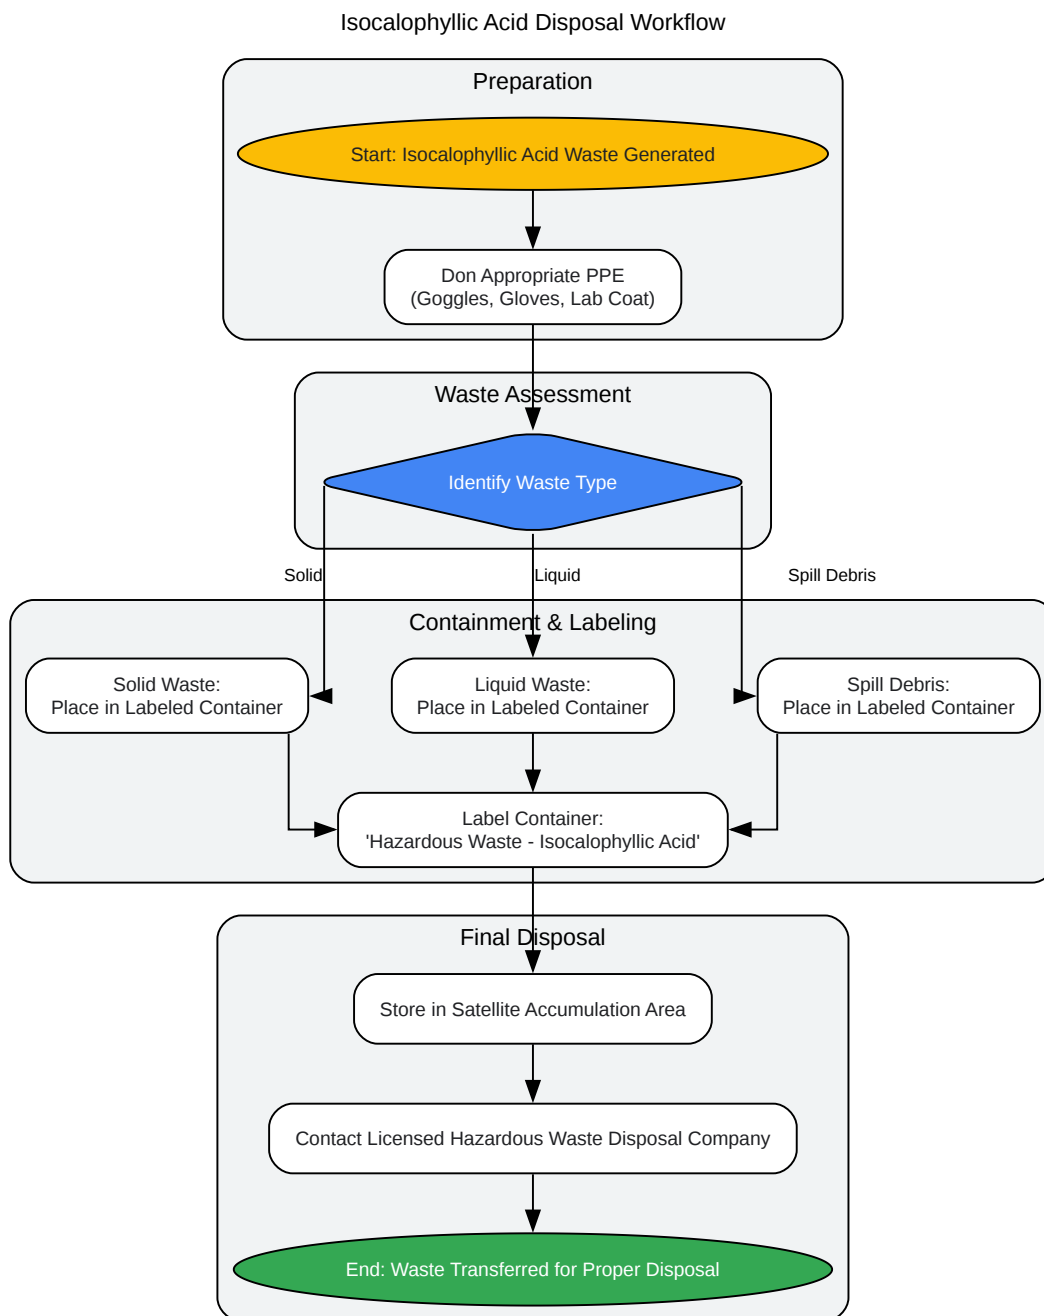 Isocalophyllic Acid Disposal Workflow
Preparation
Start: Isocalophyllic Acid Waste Generated
Don Appropriate PPE
(Goggles, Gloves, Lab Coat)
Waste Assessment
Identify Waste Type
Solid
Liquid
Spill Debris
Containment & Labeling
Solid Waste:
Place in Labeled Container
Liquid Waste:
Place in Labeled Container
Spill Debris:
Place in Labeled Container
Label Container:
'Hazardous Waste - Isocalophyllic Acid'
Final Disposal
Store in Satellite Accumulation Area
Contact Licensed Hazardous Waste Disposal Company
End: Waste Transferred for Proper Disposal